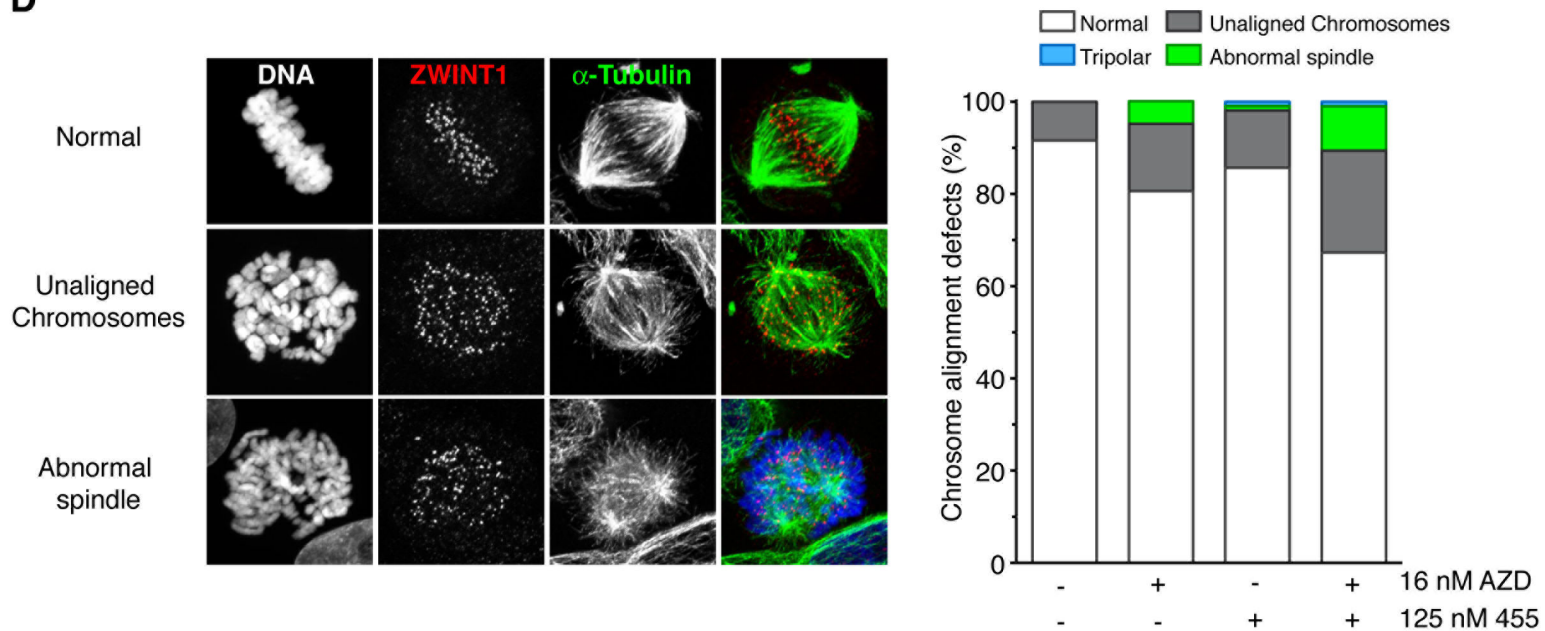 D
Normal Unaligned Chromosomes
Tripolar Abnormal spindle
DNA ZWINT1 α-Tubulin
Normal
Unaligned
Chromosomes
Abnormal
spindle
Chromosome alignment defects (%)
100
80
60
40
20
0
- + - + 16 nM AZD
- - + + 125 nM 455